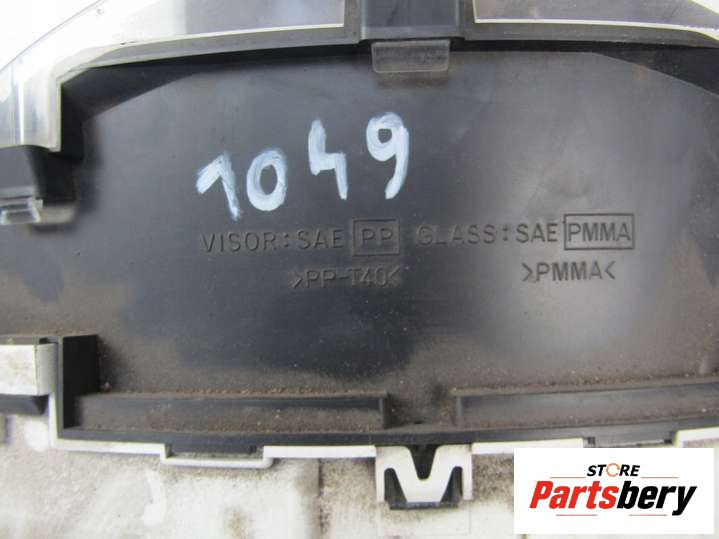 1049
VISOR:SAE PP GLASS:SAE PMMA
>PP-T40< >PMMA<
STORE
Partsbery